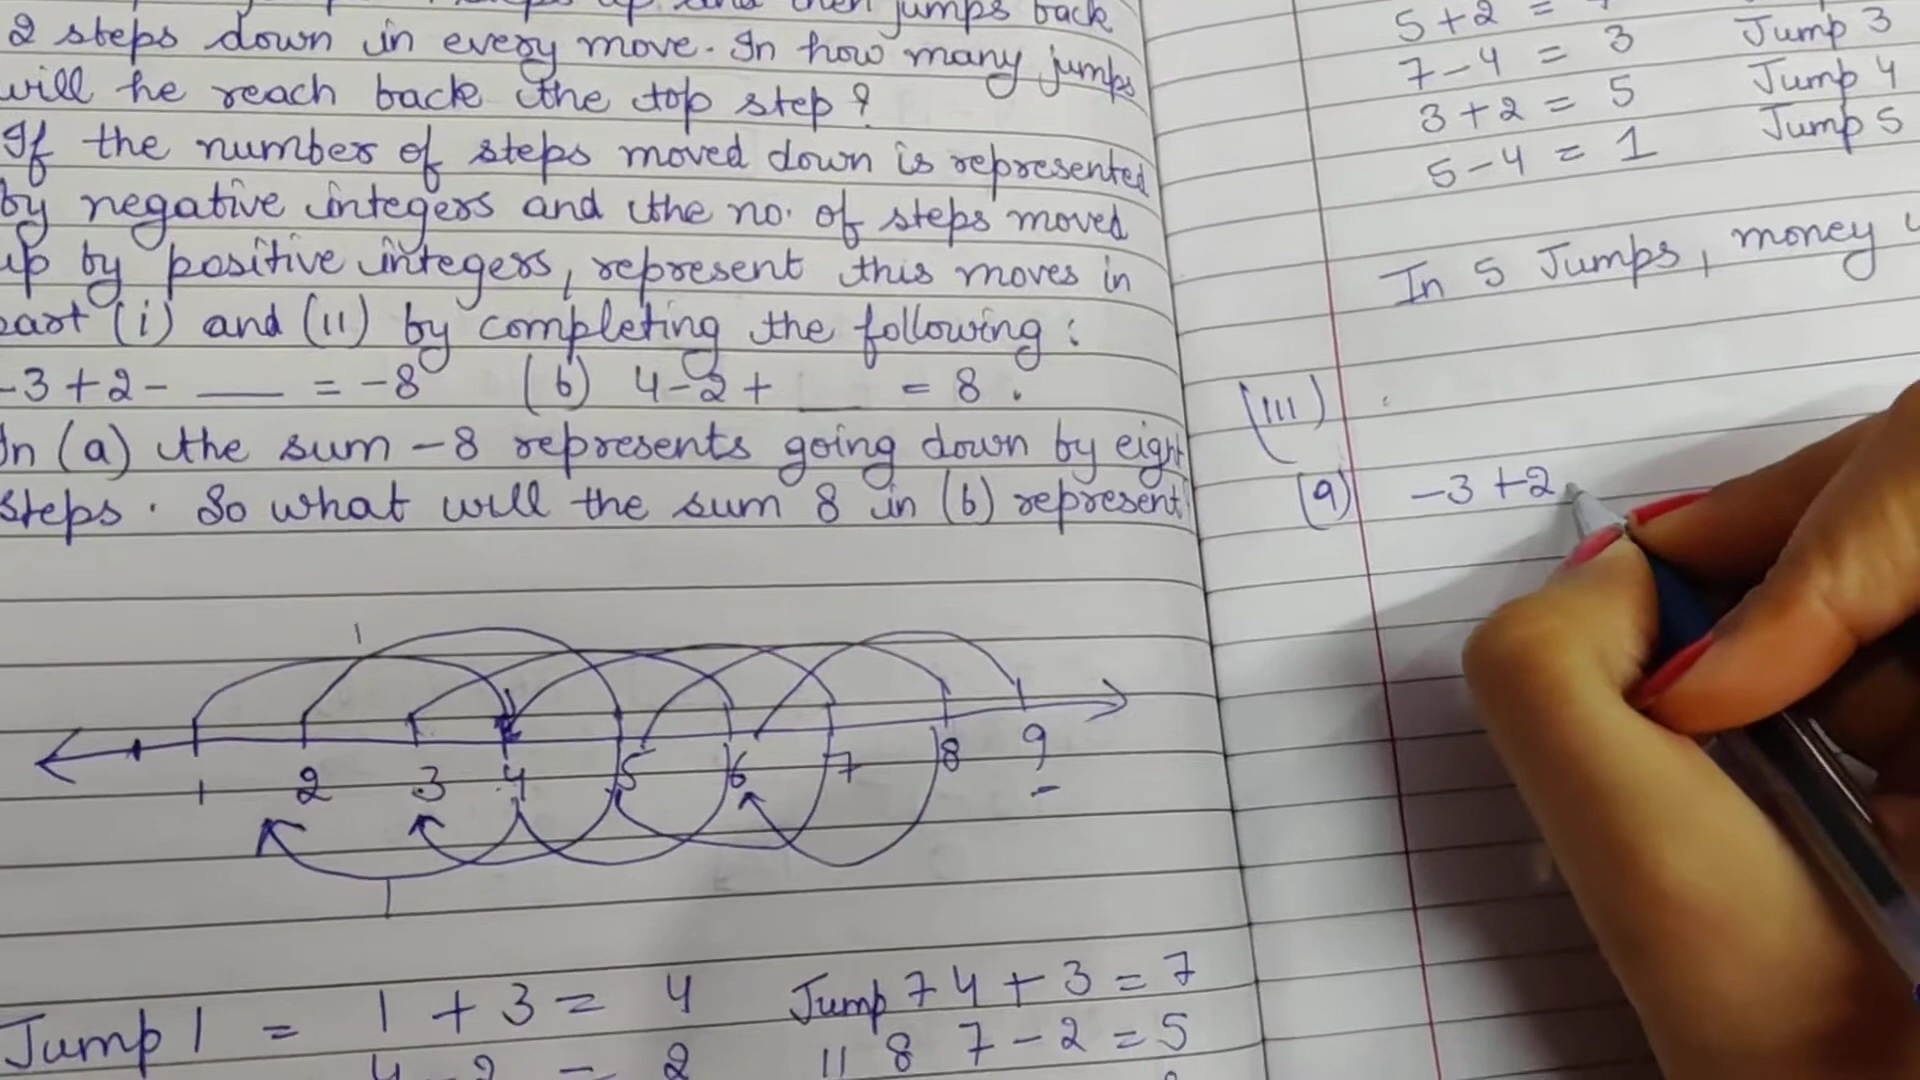 jumps back
2 steps down in every move. In how many jumps
will he reach back the top step?
If the number of steps moved down is represented
by negative integers and the no. of steps moved
up by positive integers, represent this moves in
part (i) and (ii) by completing the following:
-3+2- ___ = -8 (b) 4-2+ ___ = 8.
In (a) the sum -8 represents going down by eight
steps. So what will the sum 8 in (b) represent
1
1 2 3 4 5 6 7 8 9
Jump 1 = 1 + 3 = 4 Jump 7 4 + 3 = 7
4 - 2 = 2 11 8 7 - 2 = 5
5+2 =
7-4 = 3 Jump 3
3+2 = 5 Jump 4
5-4 = 1 Jump 5
In 5 Jumps, money
(III)
(a) -3+2